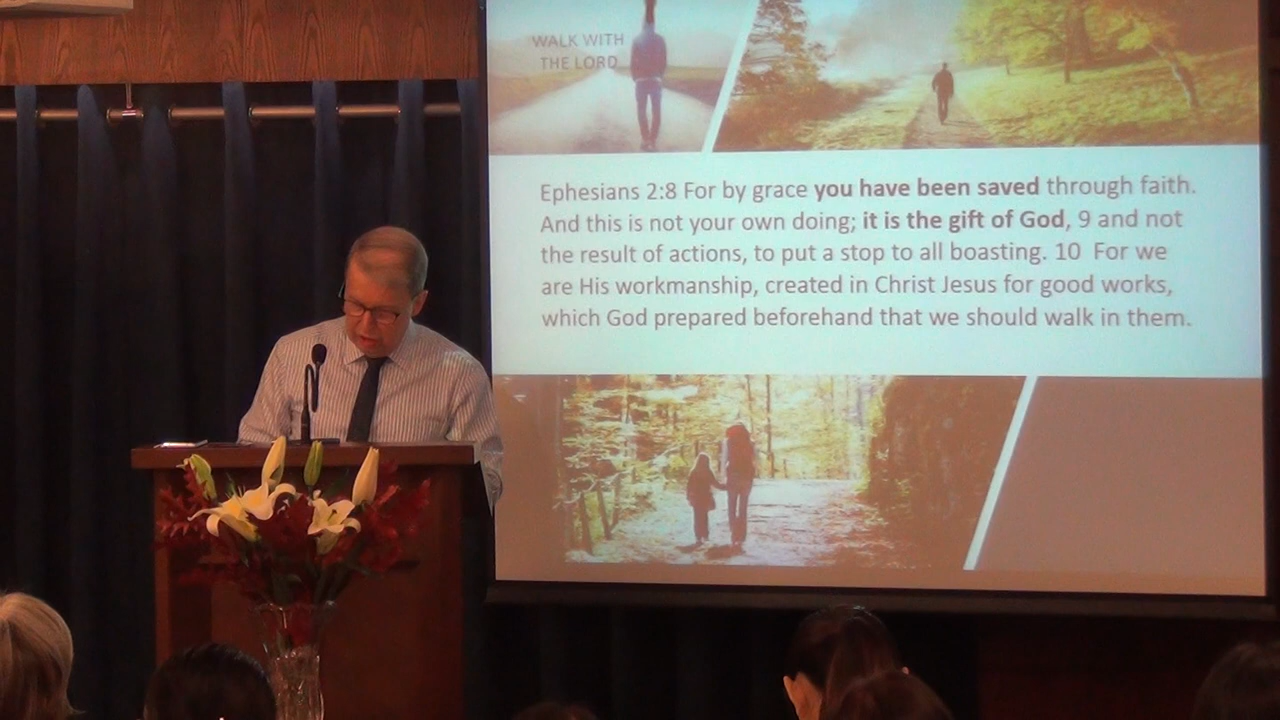 WALK WITH
THE LORD
Ephesians 2:8 For by grace you have been saved through faith.
And this is not your own doing; it is the gift of God, 9 and not
the result of actions, to put a stop to all boasting. 10  For we
are His workmanship, created in Christ Jesus for good works,
which God prepared beforehand that we should walk in them.